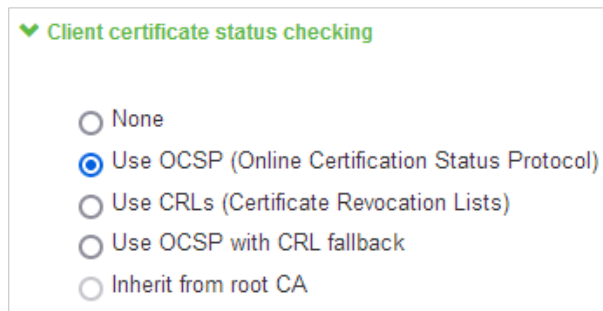 Client certificate status checking
None
Use OCSP (Online Certification Status Protocol)
Use CRLs (Certificate Revocation Lists)
Use OCSP with CRL fallback
Inherit from root CA